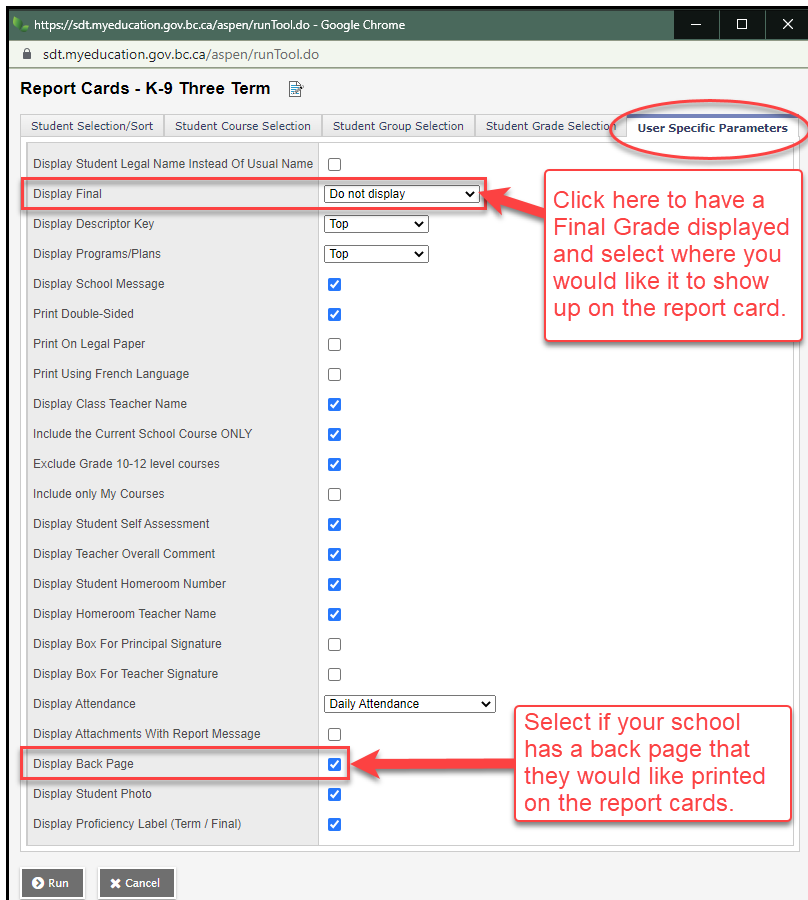 https://sdt.myeducation.gov.bc.ca/aspen/runTool.do - Google Chrome
sdt.myeducation.gov.bc.ca/aspen/runTool.do
Report Cards - K-9 Three Term
Student Selection/Sort Student Course Selection Student Group Selection Student Grade Selection User Specific Parameters
Display Student Legal Name Instead Of Usual Name
Display Final Do not display
Click here to have a
Final Grade displayed
and select where you
would like it to show
up on the report card.
Display Descriptor Key Top
Display Programs/Plans Top
Display School Message
Print Double-Sided
Print On Legal Paper
Print Using French Language
Display Class Teacher Name
Include the Current School Course ONLY
Exclude Grade 10-12 level courses
Include only My Courses
Display Student Self Assessment
Display Teacher Overall Comment
Display Student Homeroom Number
Display Homeroom Teacher Name
Display Box For Principal Signature
Display Box For Teacher Signature
Display Attendance Daily Attendance
Display Attachments With Report Message
Display Back Page
Select if your school
has a back page that
they would like printed
on the report cards.
Display Student Photo
Display Proficiency Label (Term / Final)
Run Cancel